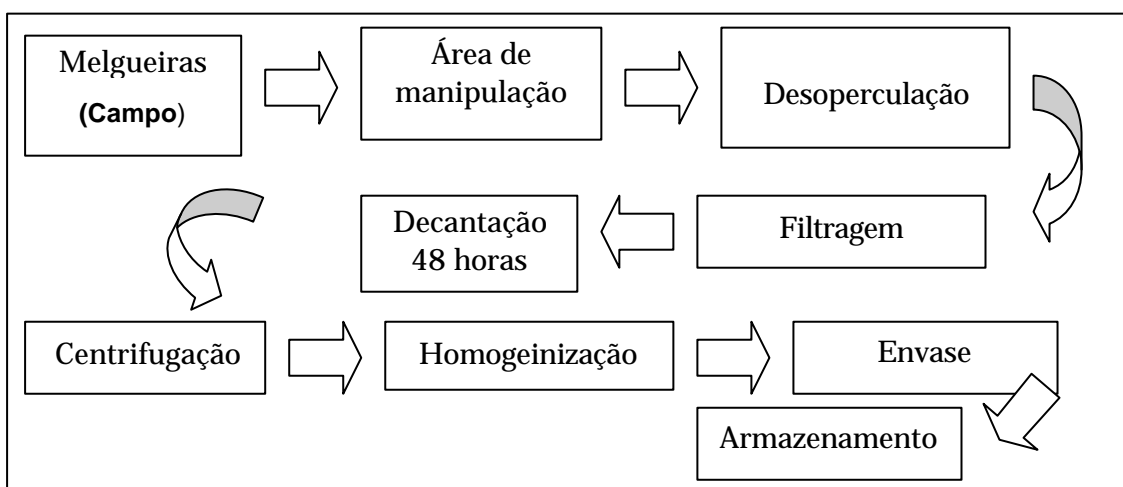 Melgueiras
(Campo)
Área de
manipulação
Desoperculação
Filtragem
Decantação
48 horas
Centrifugação
Homogeinização
Envase
Armazenamento